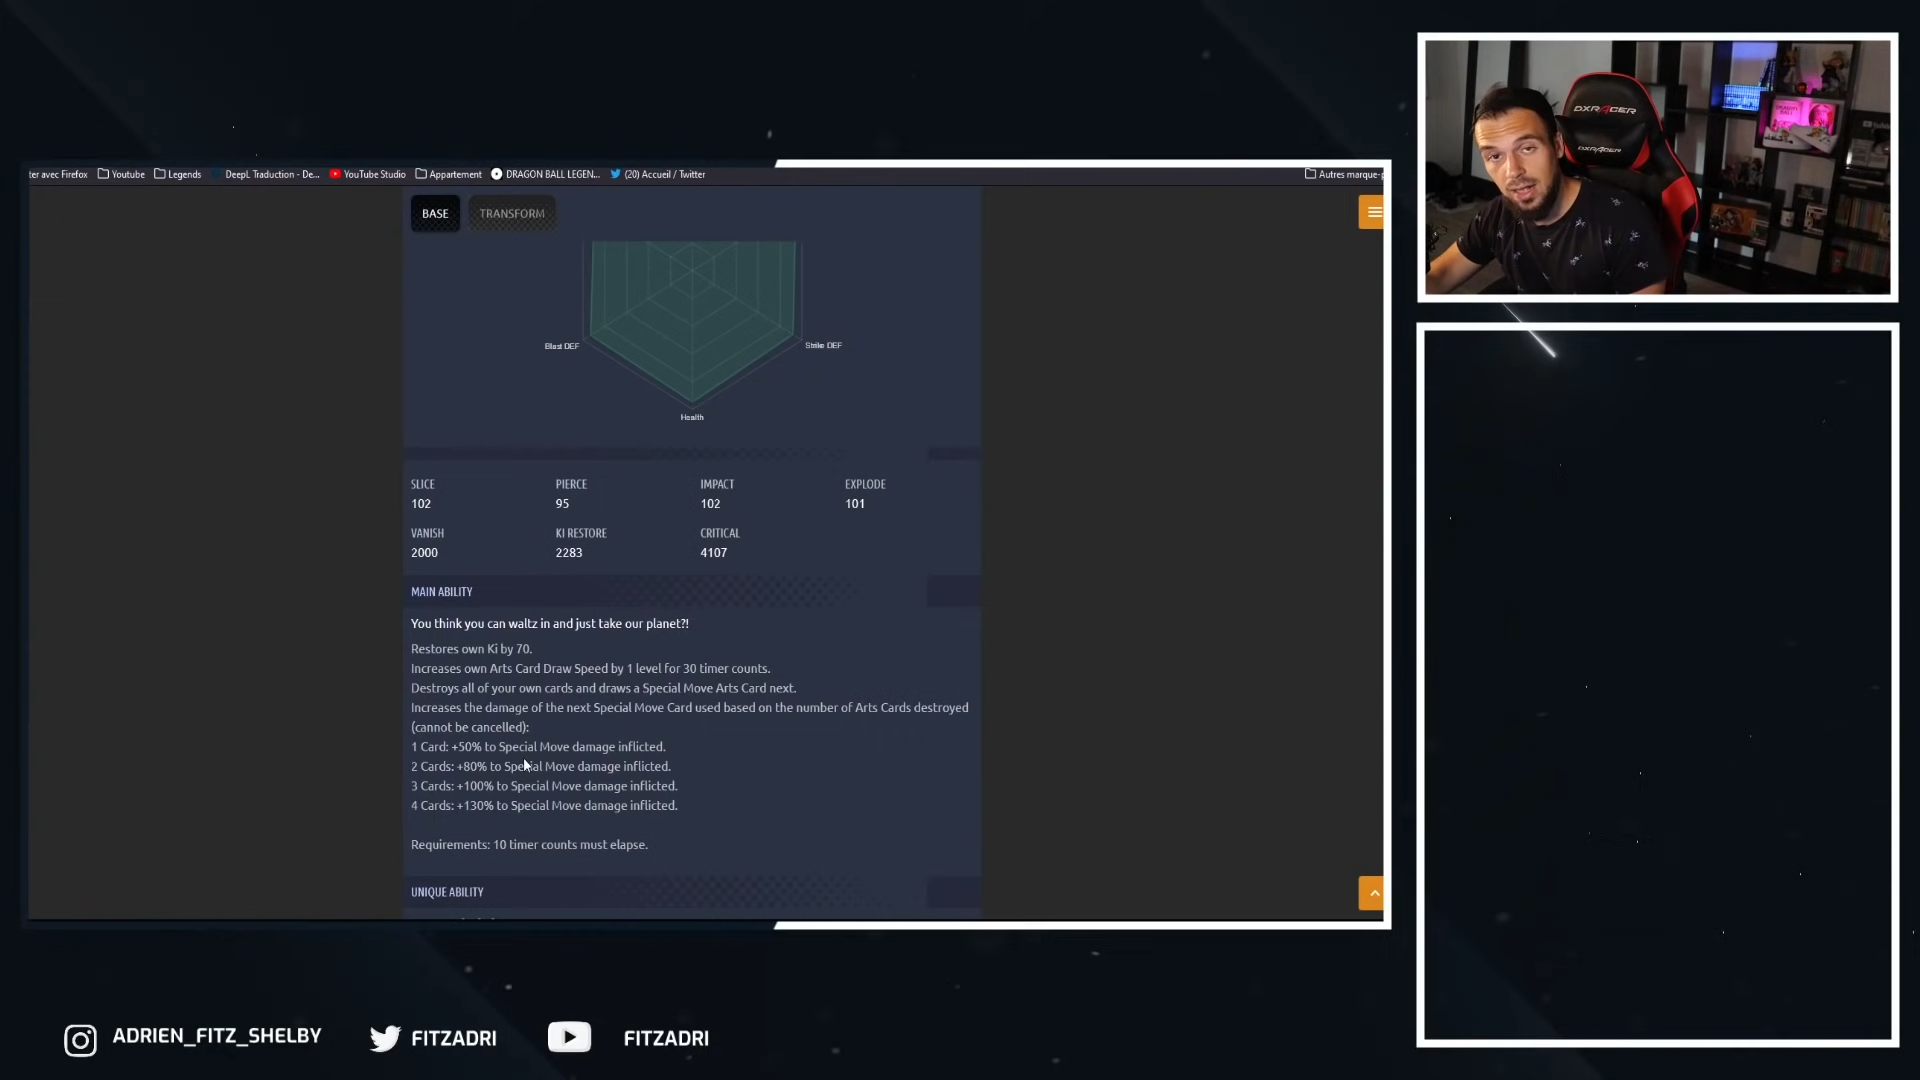 ter avec Firefox
Youtube
Legends
DeepL Traduction - De...
YouTube Studio
Appartement
DRAGON BALL LEGEN...
(20) Accueil / Twitter
Autres marque-p
BASE
TRANSFORM
Blast DEF
Strike DEF
Health
SLICE
PIERCE
IMPACT
EXPLODE
102
95
102
101
VANISH
KI RESTORE
CRITICAL
2000
2283
4107
MAIN ABILITY
You think you can waltz in and just take our planet?!
Restores own Ki by 70.
Increases own Arts Card Draw Speed by 1 level for 30 timer counts.
Destroys all of your own cards and draws a Special Move Arts Card next.
Increases the damage of the next Special Move Card used based on the number of Arts Cards destroyed
(cannot be cancelled):
1 Card: +50% to Special Move damage inflicted.
2 Cards: +80% to Special Move damage inflicted.
3 Cards: +100% to Special Move damage inflicted.
4 Cards: +130% to Special Move damage inflicted.
Requirements: 10 timer counts must elapse.
UNIQUE ABILITY
DXRACER
DXRACER
ADRIEN_FITZ_SHELBY
FITZADRI
FITZADRI